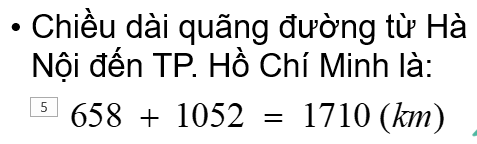 • Chiều dài quãng đường từ Hà
Nội đến TP. Hồ Chí Minh là:
5 658 + 1052 = 1710 (km)